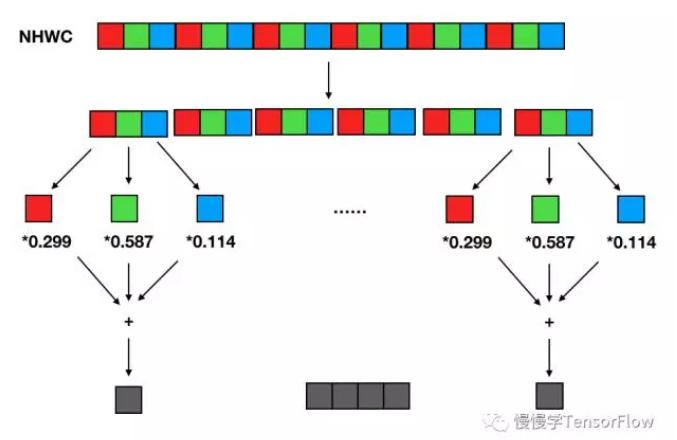 NHWC
......
*0.299 *0.587 *0.114 *0.299 *0.587 *0.114
+ +
慢慢学TensorFlow